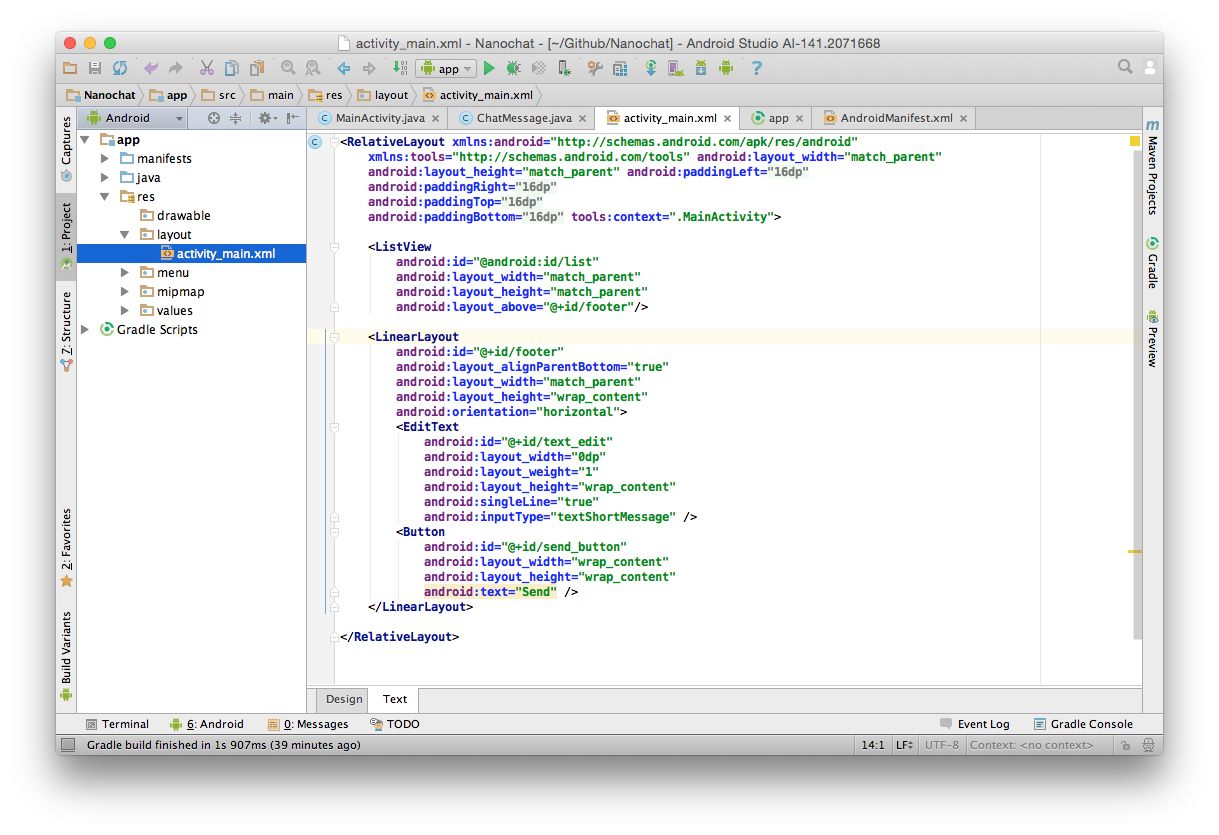 activity_main.xml - Nanochat - [~/Github/Nanochat] - Android Studio AI-141.2071668
app
Nanochat app src main res layout activity_main.xml
Android
MainActivity.java ChatMessage.java activity_main.xml app AndroidManifest.xml
Captures
1: Project
7: Structure
2: Favorites
Build Variants
app
manifests
java
res
drawable
layout
activity_main.xml
menu
mipmap
values
Gradle Scripts
<RelativeLayout xmlns:android="http://schemas.android.com/apk/res/android"
xmlns:tools="http://schemas.android.com/tools" android:layout_width="match_parent"
android:layout_height="match_parent" android:paddingLeft="16dp"
android:paddingRight="16dp"
android:paddingTop="16dp"
android:paddingBottom="16dp" tools:context=".MainActivity">
<ListView
android:id="@android:id/list"
android:layout_width="match_parent"
android:layout_height="match_parent"
android:layout_above="@+id/footer"/>
<LinearLayout
android:id="@+id/footer"
android:layout_alignParentBottom="true"
android:layout_width="match_parent"
android:layout_height="wrap_content"
android:orientation="horizontal">
<EditText
android:id="@+id/text_edit"
android:layout_width="0dp"
android:layout_weight="1"
android:layout_height="wrap_content"
android:singleLine="true"
android:inputType="textShortMessage" />
<Button
android:id="@+id/send_button"
android:layout_width="wrap_content"
android:layout_height="wrap_content"
android:text="Send" />
</LinearLayout>
</RelativeLayout>
m
Maven Projects
Gradle
Preview
Design Text
Terminal 6: Android 0: Messages TODO Event Log Gradle Console
Gradle build finished in 1s 907ms (39 minutes ago) 14:1 LF UTF-8 Context: <no context>